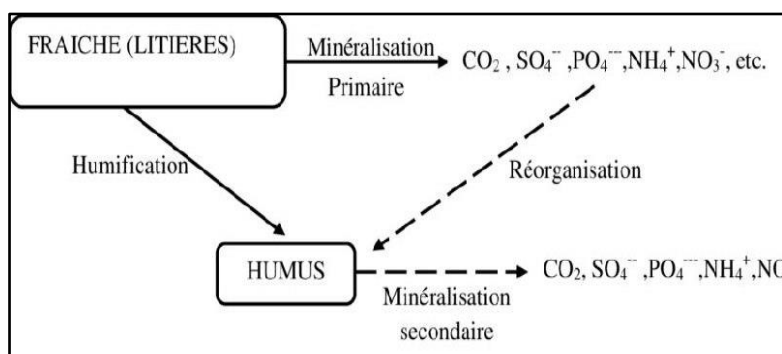 FRAICHE (LITIERES)
Minéralisation
Primaire
CO₂ , SO₄⁻⁻ ,PO₄⁻⁻⁻,NH₄⁺,NO₃⁻, etc.
Humification
Réorganisation
HUMUS
Minéralisation
secondaire
CO₂, SO₄⁻⁻ ,PO₄⁻⁻⁻,NH₄⁺,NO